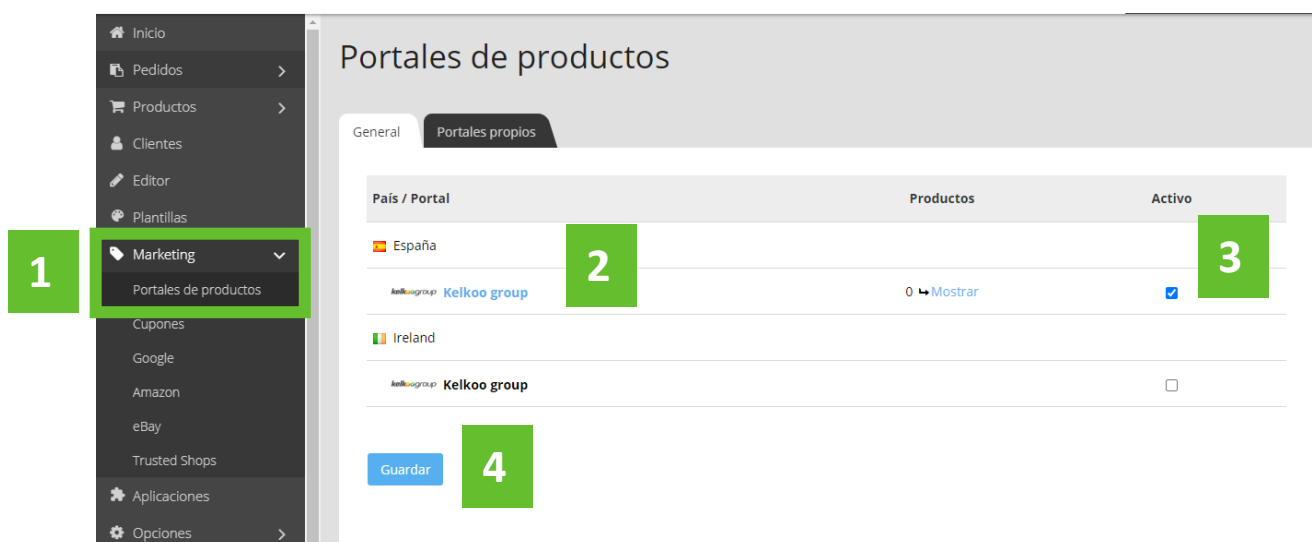 Inicio
Pedidos
Productos
Clientes
Editor
Plantillas
1
Marketing
Portales de productos
Cupones
Google
Amazon
eBay
Trusted Shops
Aplicaciones
Opciones
Portales de productos
General Portales propios
País / Portal Productos Activo
España
2
3
kelkoogroup Kelkoo group 0 Mostrar
Ireland
kelkoogroup Kelkoo group
Guardar
4